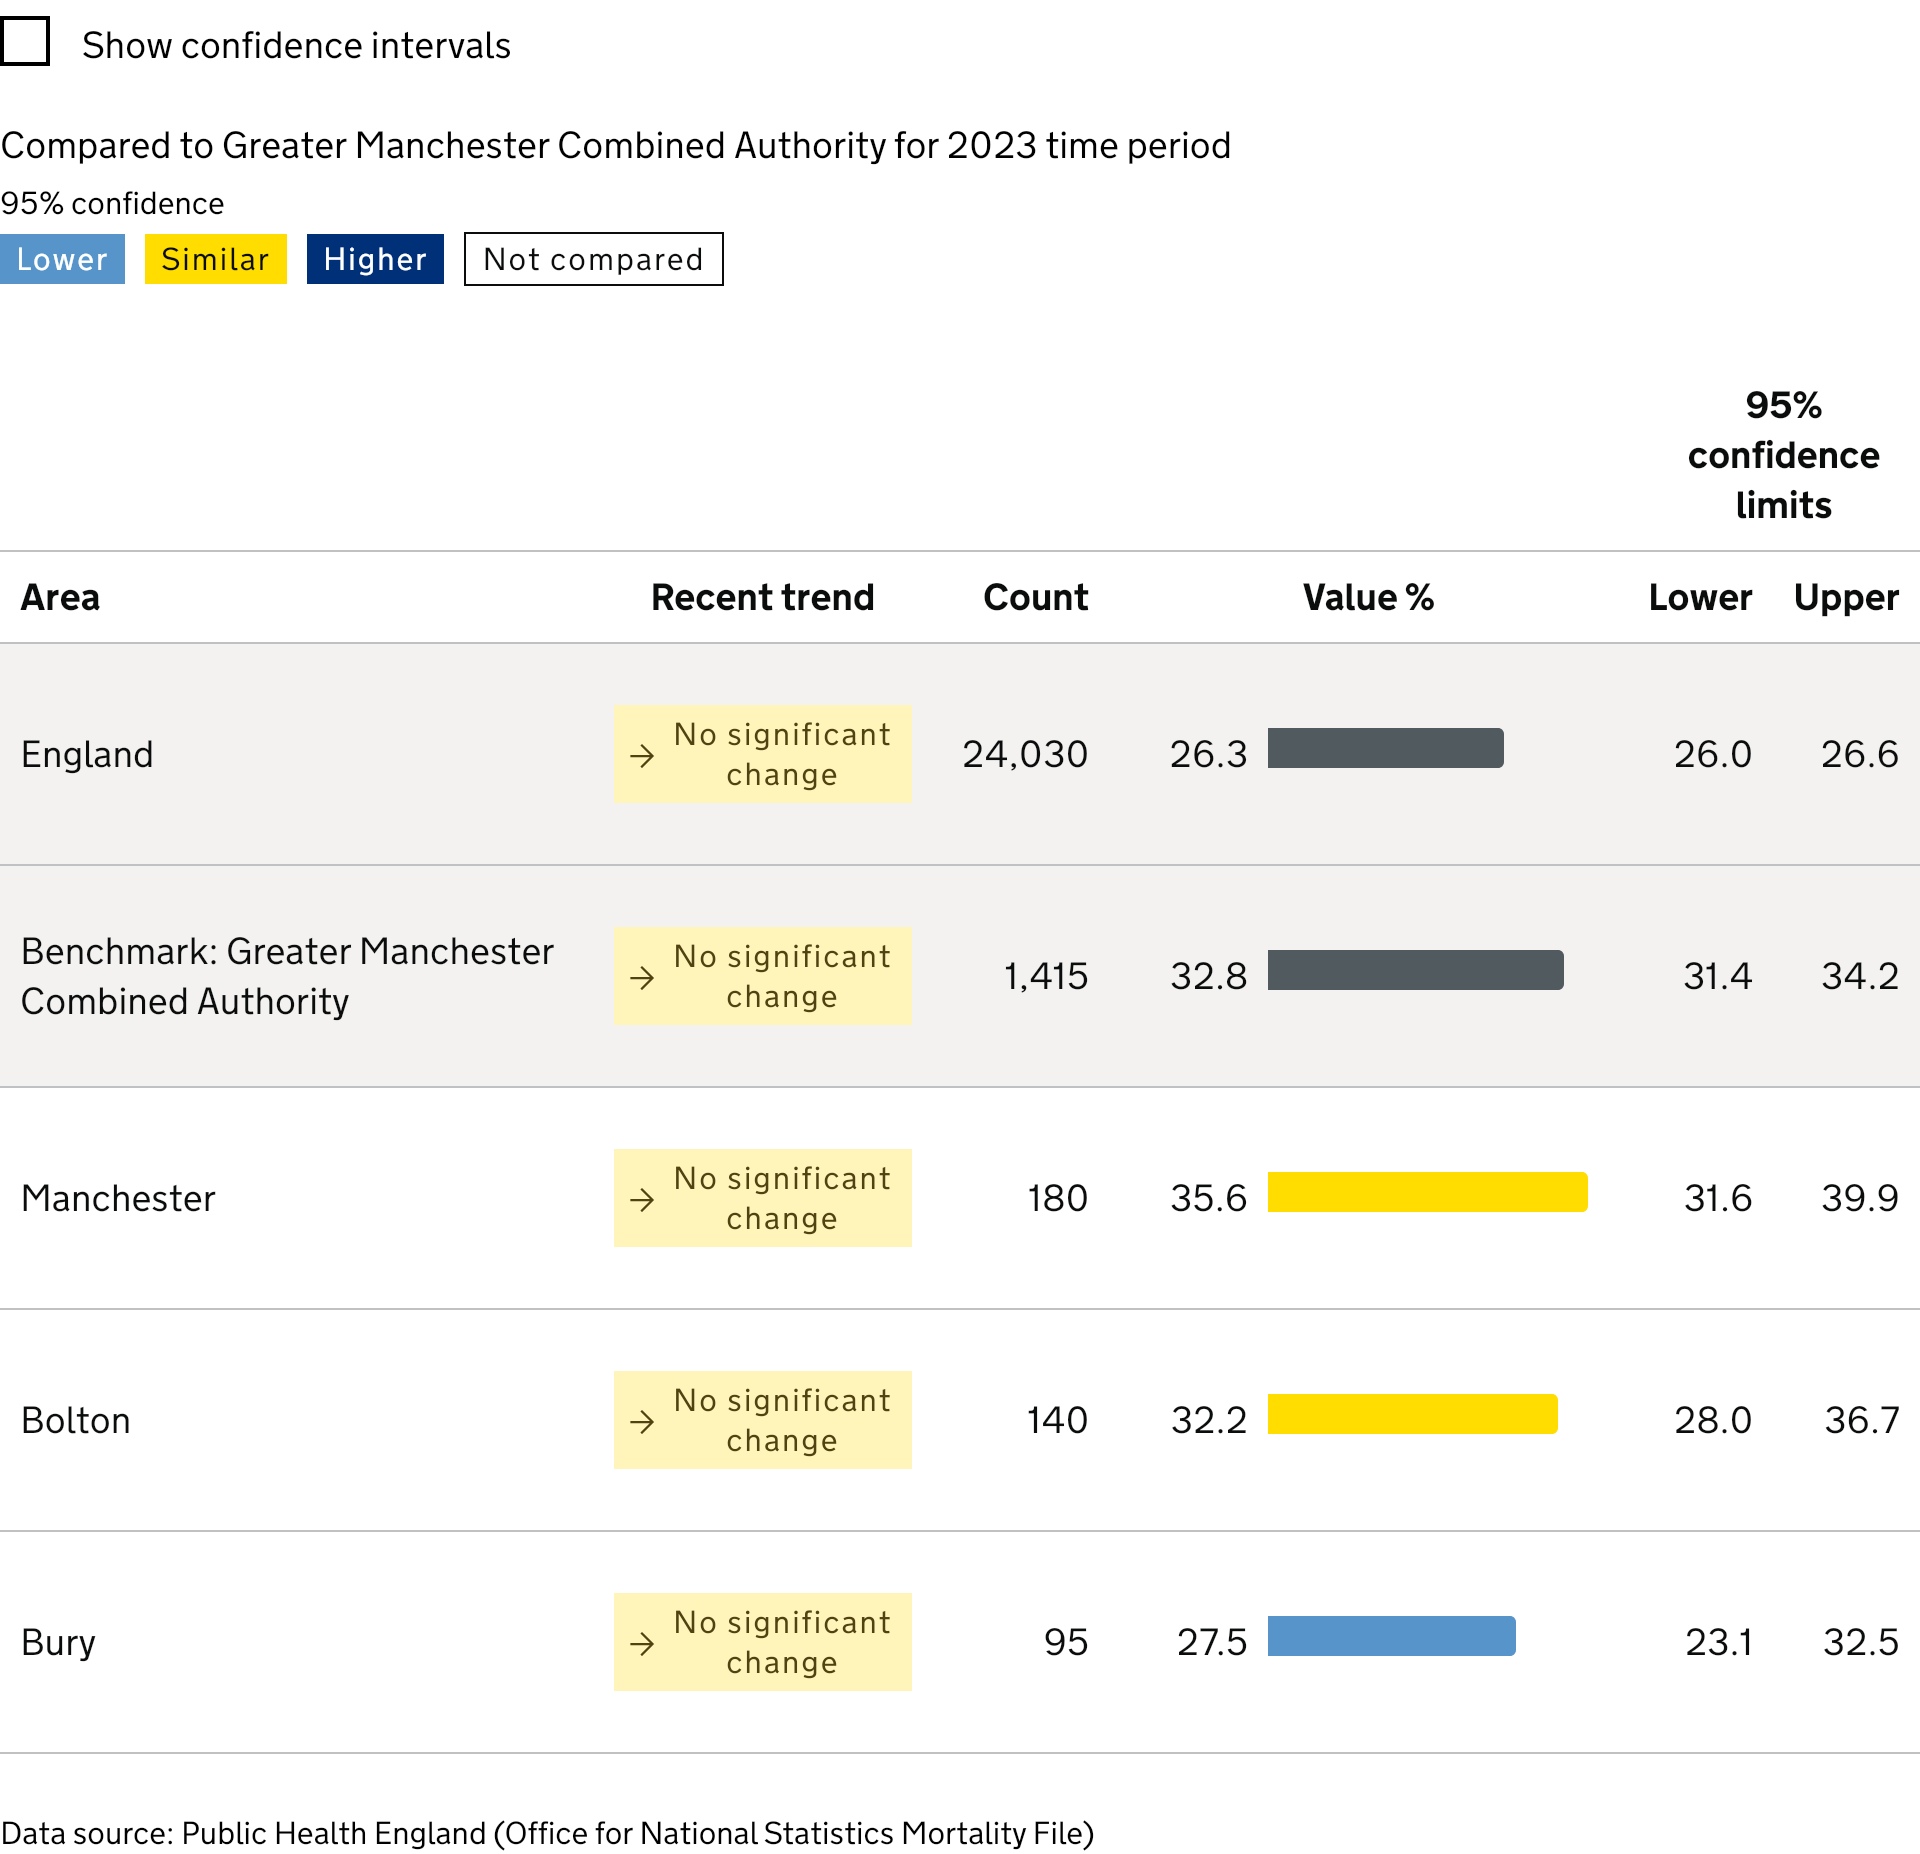 Show confidence intervals
Compared to Greater Manchester Combined Authority for 2023 time period
95% confidence
Lower Similar Higher Not compared
95%
confidence
limits
Area Recent trend Count Value % Lower Upper
England → No significant change 24,030 26.3 26.0 26.6
Benchmark: Greater Manchester
Combined Authority → No significant change 1,415 32.8 31.4 34.2
Manchester → No significant change 180 35.6 31.6 39.9
Bolton → No significant change 140 32.2 28.0 36.7
Bury → No significant change 95 27.5 23.1 32.5
Data source: Public Health England (Office for National Statistics Mortality File)